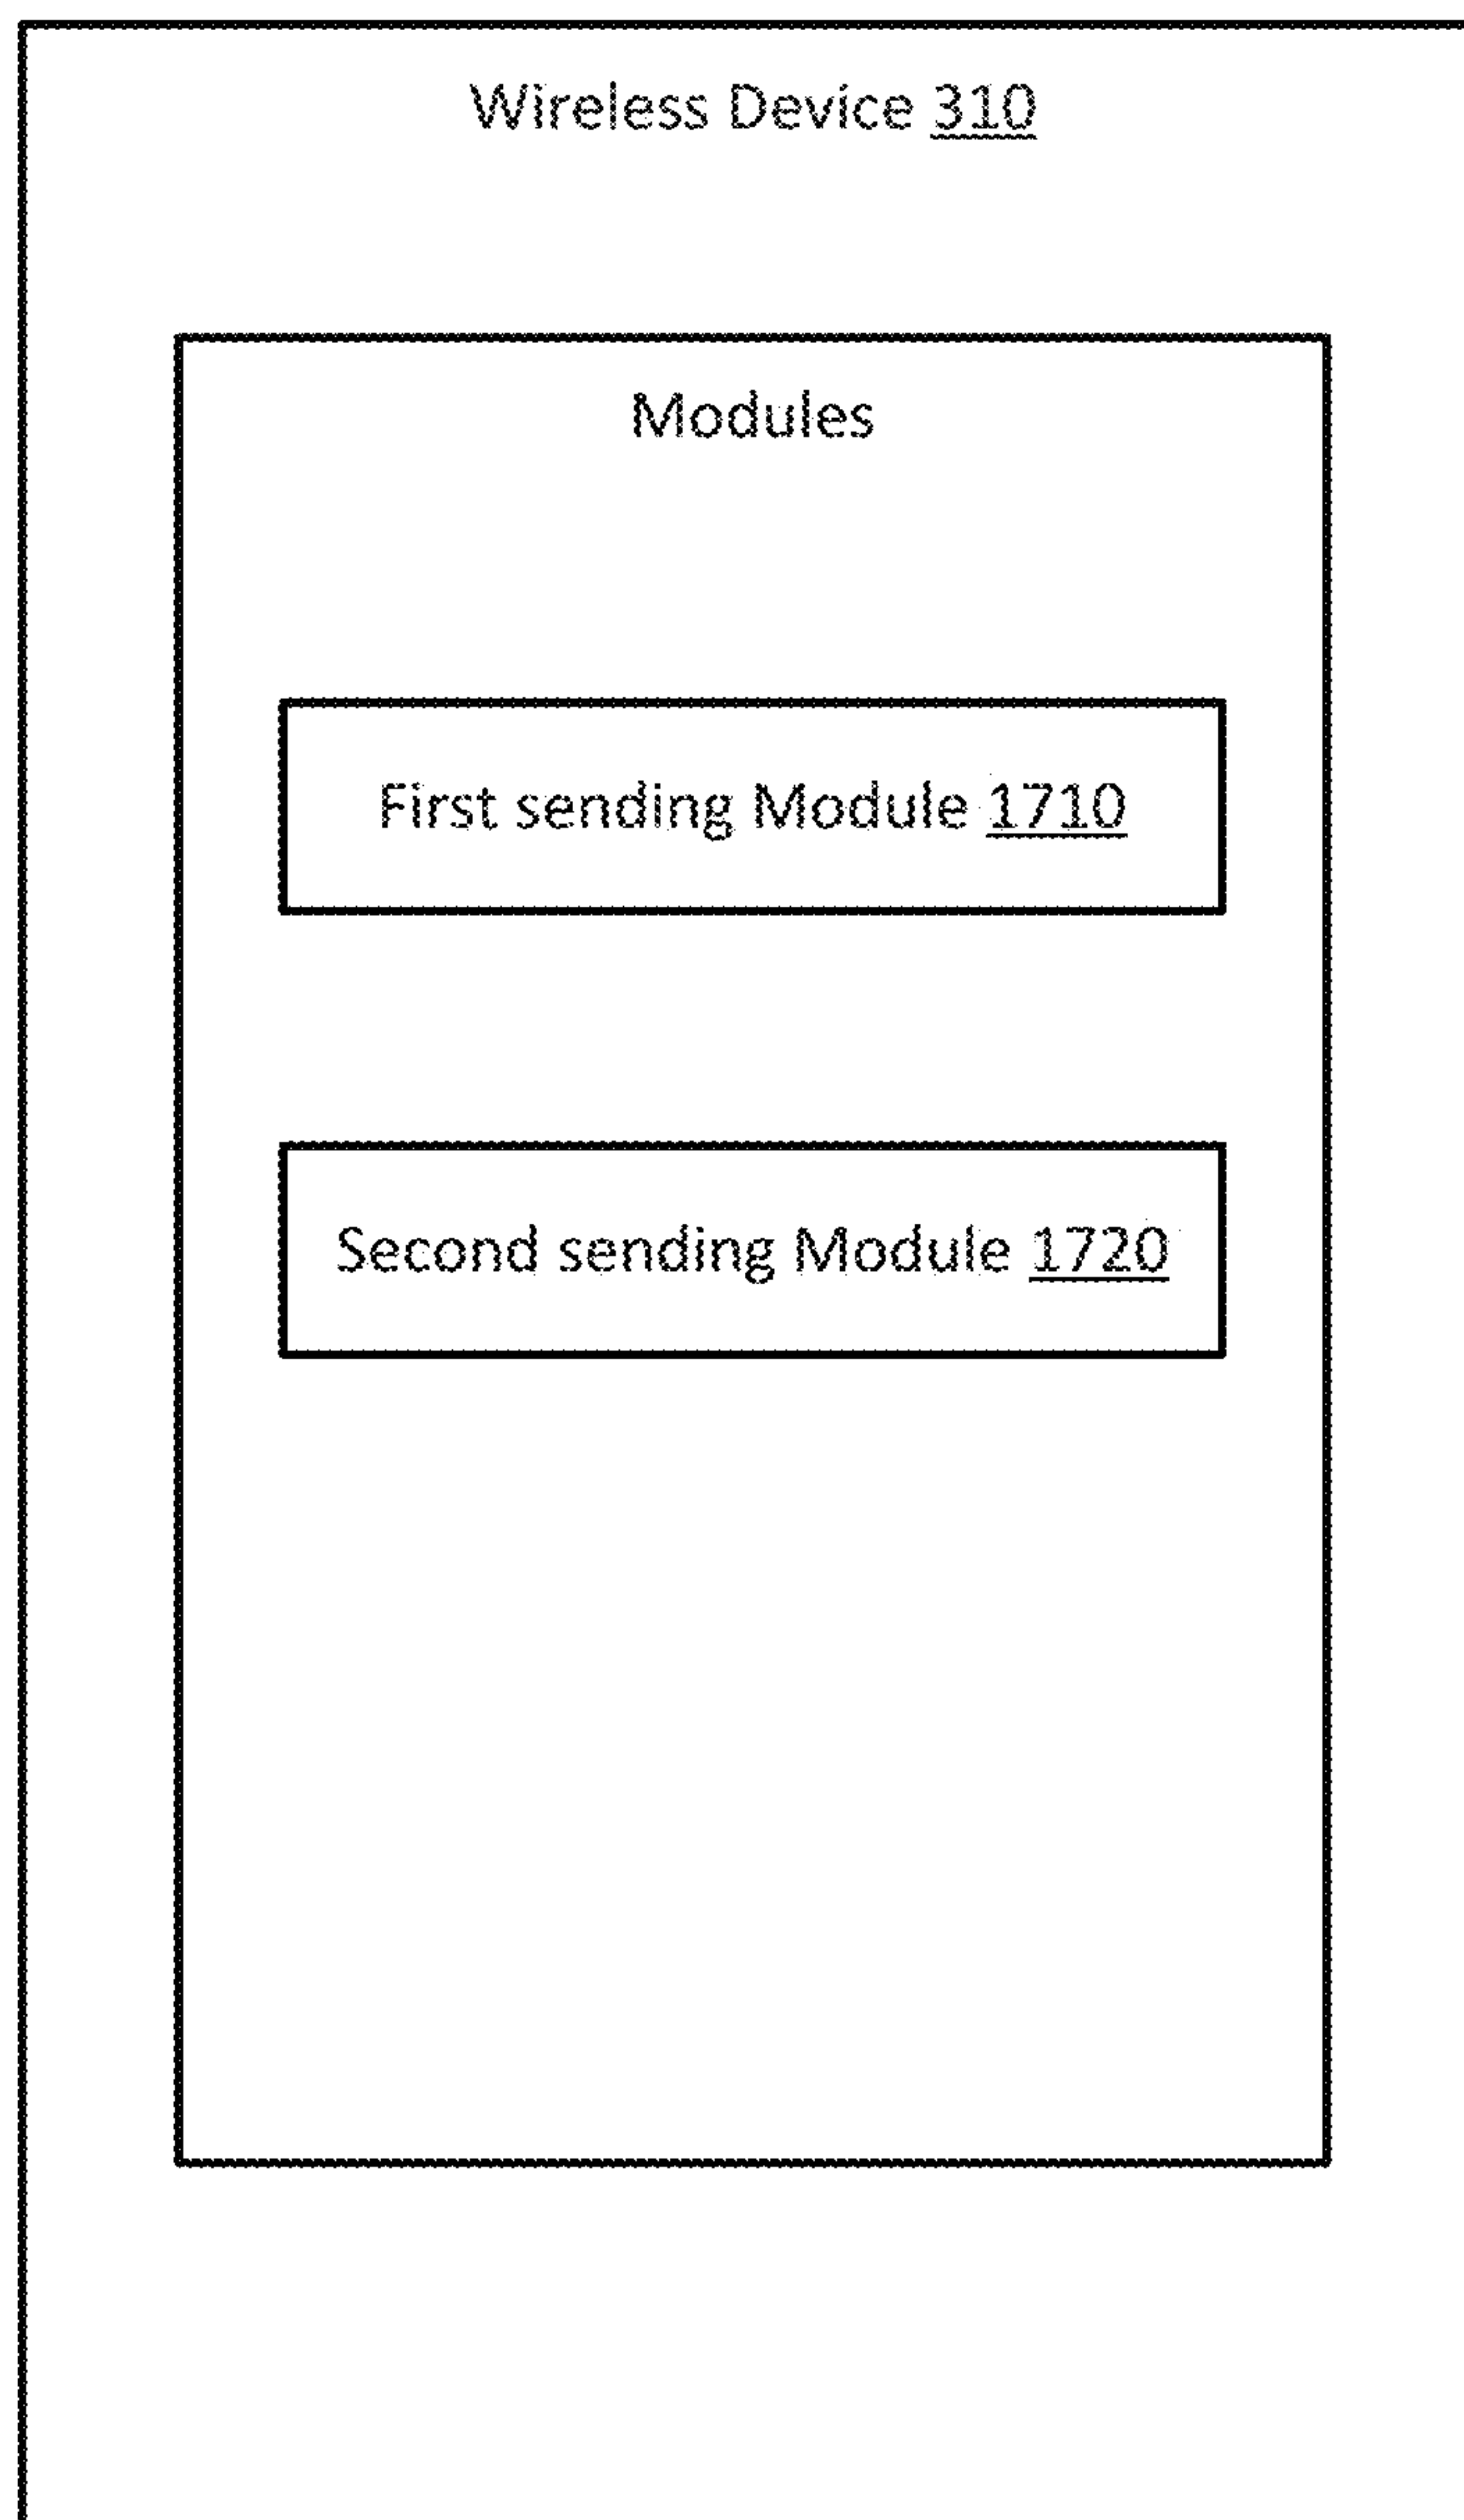 Wireless Device 310
Modules
First sending Module 1710
Second sending Module 1720